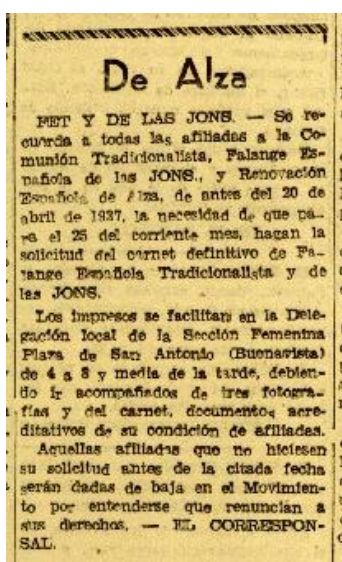 De Alza
FET Y DE LAS JONS. — Se re-
cuerda a todas las afiliadas a la Co-
munión Tradicionalista, Falange Es-
pañola de las JONS., y Renovación
Española de Alza, de antes del 20 de
abril de 1937, la necesidad de que pa-
ra el 25 del corriente mes, hagan la
solicitud del carnet definitivo de Fa-
lange Española Tradicionalista y de
las JONS.
Los impresos se facilitan en la Dele-
gación local de la Sección Femenina
Plaza de San Antonio (Buenavista)
de 4 a 8 y media de la tarde, debien-
do ir acompañados de tres fotogra-
fías y del carnet, documentos acre-
ditativos de su condición de afiliadas.
Aquellas afiliadas que no hiciesen
su solicitud antes de la citada fecha
serán dadas de baja en el Movimien-
to por entenderse que renuncian a
sus derechos. — EL CORRESPON-
SAL.